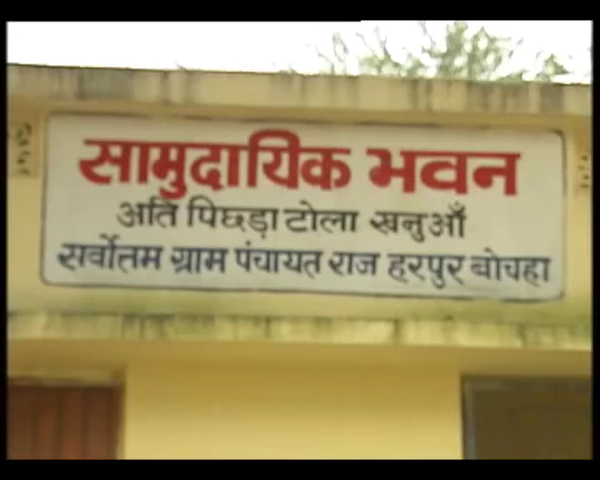 सामुदायिक भवन
अति पिछड़ा टोला खनुआँ
सर्वोतम ग्राम पंचायत राज हरपुर बोचहा